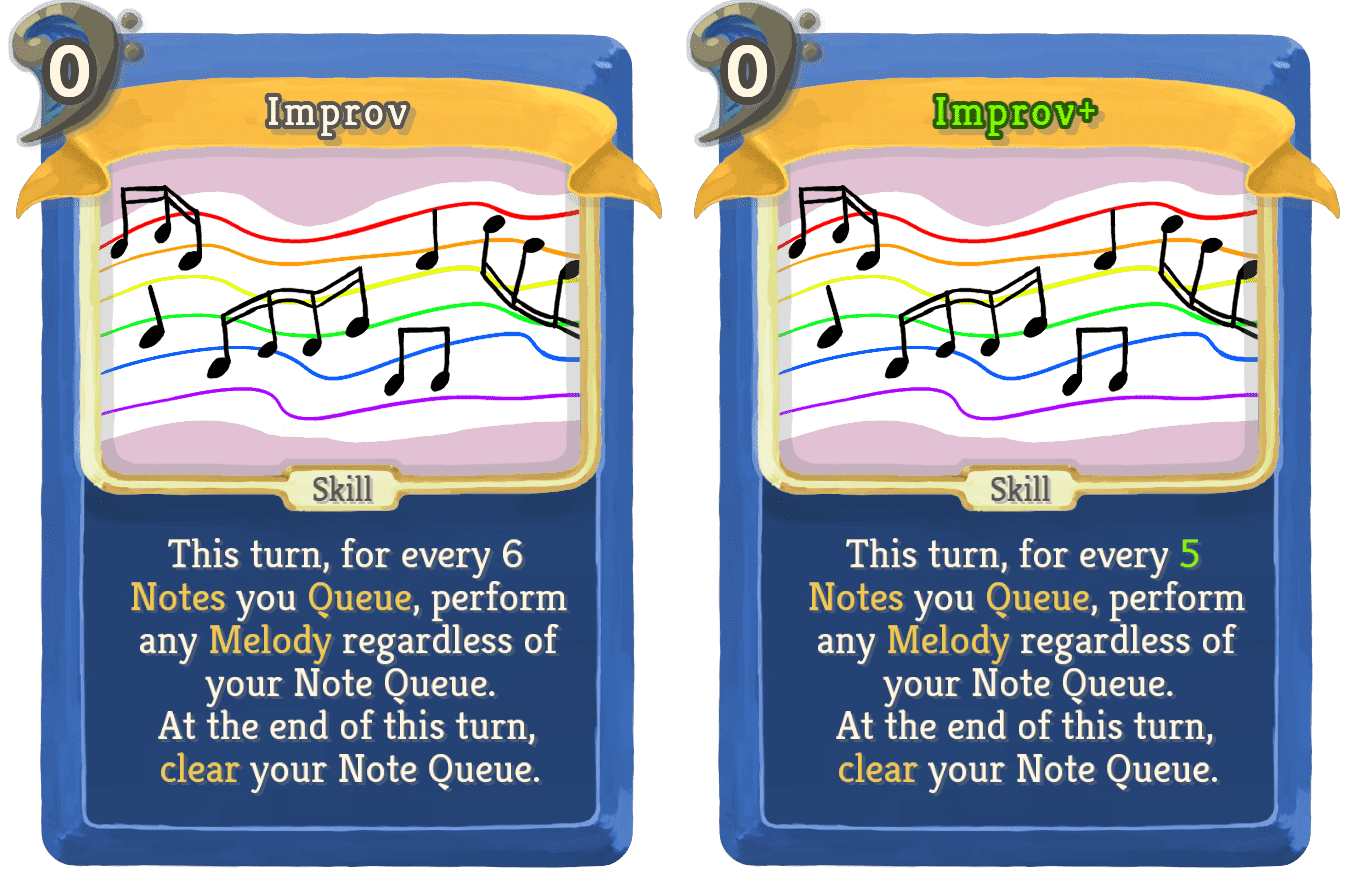 0
Improv
Skill
This turn, for every 6
Notes you Queue, perform
any Melody regardless of
your Note Queue.
At the end of this turn,
clear your Note Queue.
0
Improv+
Skill
This turn, for every 5
Notes you Queue, perform
any Melody regardless of
your Note Queue.
At the end of this turn,
clear your Note Queue.